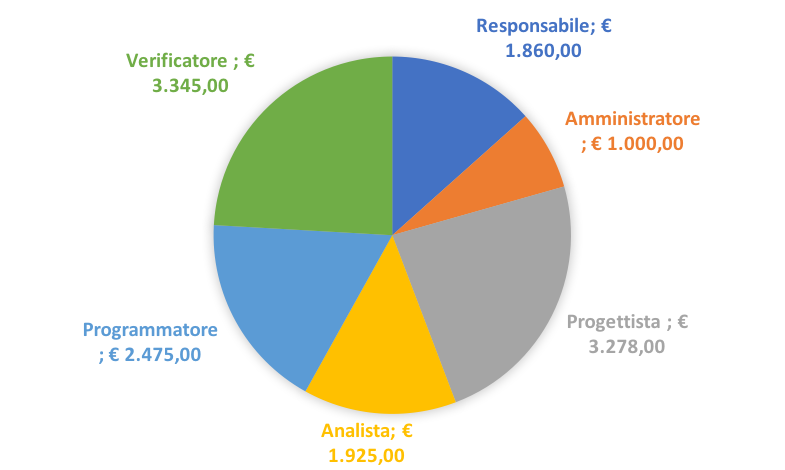 Responsabile; €
1.860,00
Amministratore
; € 1.000,00
Progettista ; €
3.278,00
Analista; €
1.925,00
Programmatore
; € 2.475,00
Verificatore ; €
3.345,00